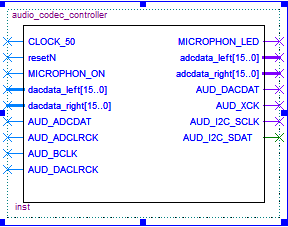 audio_codec_controller
CLOCK_50 MICROPHON_LED
resetN adcdata_left[15..0]
MICROPHON_ON adcdata_right[15..0]
dacdata_left[15..0] AUD_DACDAT
dacdata_right[15..0] AUD_XCK
AUD_ADCDAT AUD_I2C_SCLK
AUD_ADCLRCK AUD_I2C_SDAT
AUD_BCLK
AUD_DACLRCK
inst